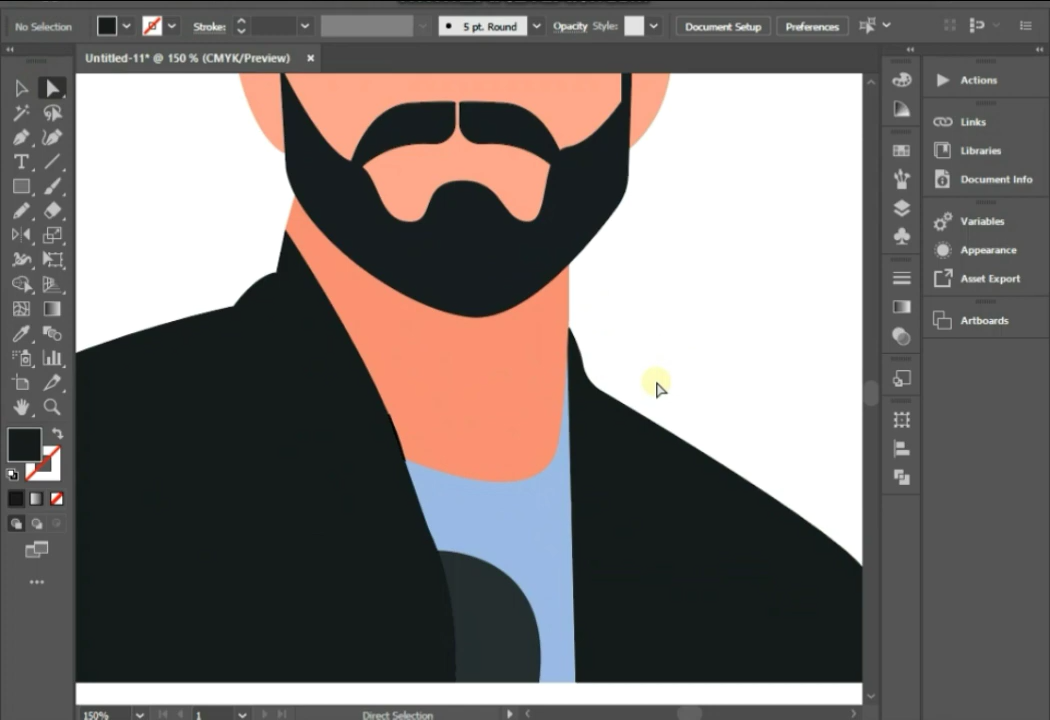 No Selection
Stroke:
5 pt. Round
Opacity
Style:
Document Setup
Preferences
Untitled-11* @ 150 % (CMYK/Preview)
Actions
Links
Libraries
Document Info
Variables
Appearance
Asset Export
Artboards
150%
1
Direct Selection